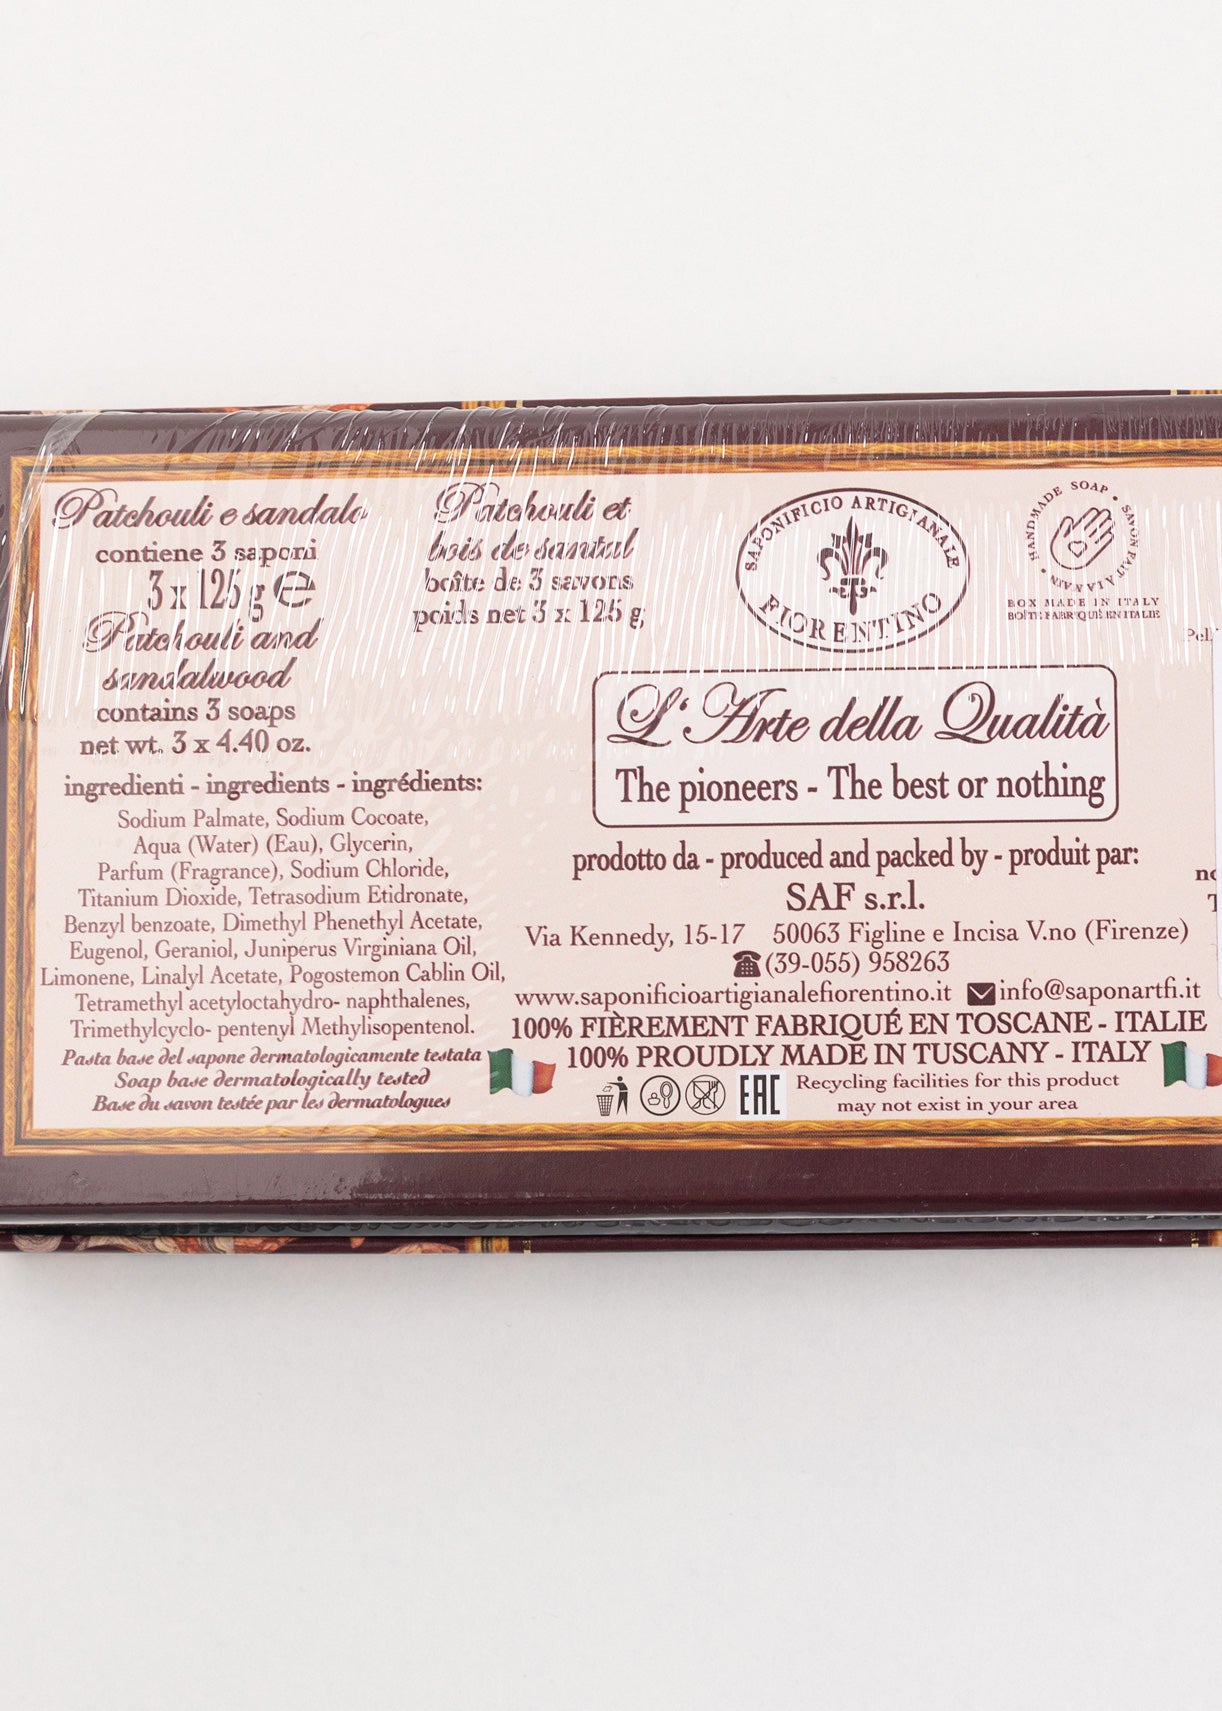 Patchouli e sandalo
contiene 3 saponi
3 x 125 g ℮
Patchouli and
sandalwood
contains 3 soaps
net wt. 3 x 4.40 oz.
Patchouli et
bois de santal
boîte de 3 savons
poids net 3 x 125 g
ingredienti - ingredients - ingrédients:
Sodium Palmate, Sodium Cocoate,
Aqua (Water) (Eau), Glycerin,
Parfum (Fragrance), Sodium Chloride,
Titanium Dioxide, Tetrasodium Etidronate,
Benzyl benzoate, Dimethyl Phenethyl Acetate,
Eugenol, Geraniol, Juniperus Virginiana Oil,
Limonene, Linalyl Acetate, Pogostemon Cablin Oil,
Tetramethyl acetyloctahydro- naphthalenes,
Trimethylcyclo- pentenyl Methylisopentenol.
Pasta base del sapone dermatologicamente testata
Soap base dermatologically tested
Base du savon testée par les dermatologues
SAPONIFICIO ARTIGIANALE
FIORENTINO
HANDMADE SOAP • SAVON FAIT A LA MAIN •
BOX MADE IN ITALY
BOÎTE FABRIQUÉ EN ITALIE
L'Arte della Qualità
The pioneers - The best or nothing
prodotto da - produced and packed by - produit par:
SAF s.r.l.
Via Kennedy, 15-17 50063 Figline e Incisa V.no (Firenze)
(39-055) 958263
www.saponificioartigianalefiorentino.it info@saponartfi.it
100% FIÈREMENT FABRIQUÉ EN TOSCANE - ITALIE
100% PROUDLY MADE IN TUSCANY - ITALY
EAC Recycling facilities for this product
may not exist in your area